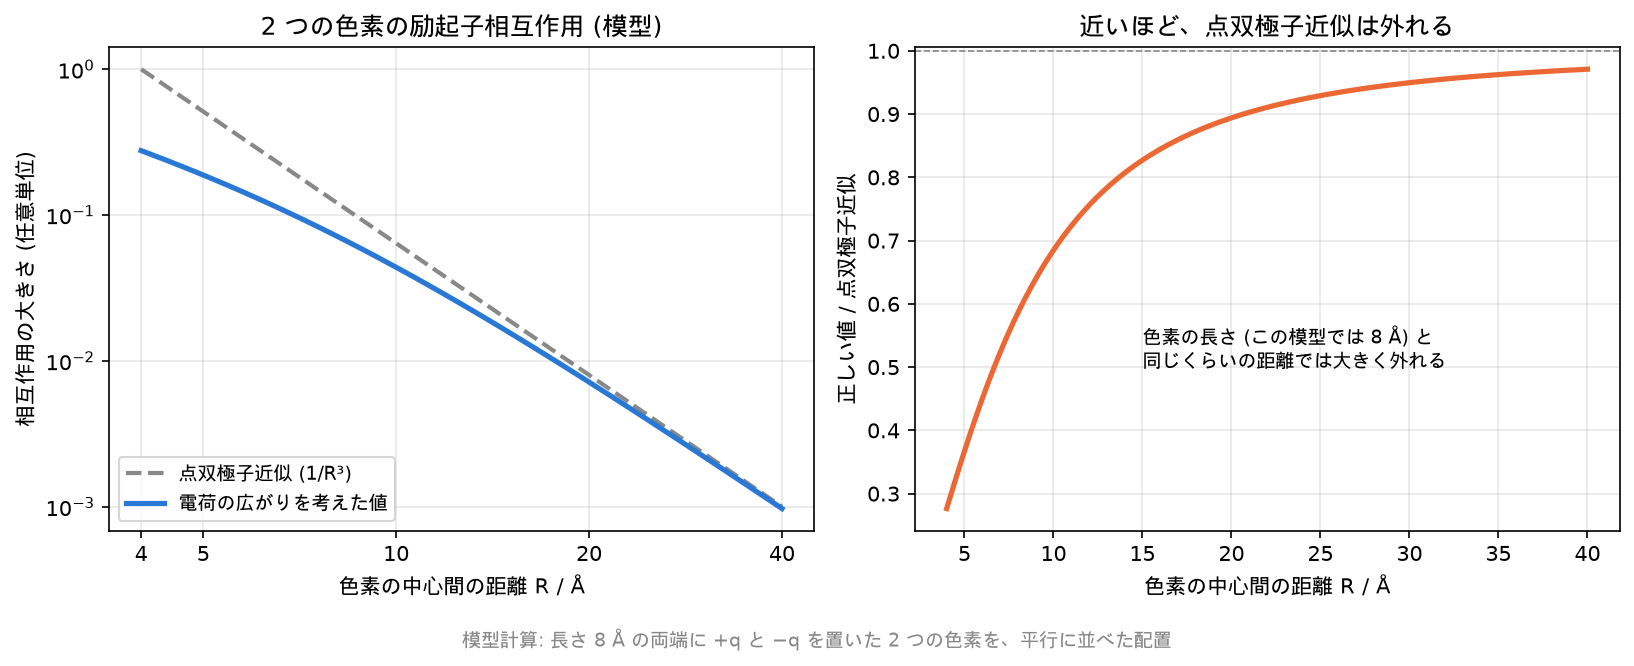 2 つの色素の励起子相互作用 (模型)
相互作用の大きさ (任意単位)
10⁰
10⁻¹
10⁻²
10⁻³
点双極子近似 (1/R³)
電荷の広がりを考えた値
4 5 10 20 40
色素の中心間の距離 R / Å
近いほど、点双極子近似は外れる
正しい値 / 点双極子近似
1.0
0.9
0.8
0.7
0.6
0.5
0.4
0.3
色素の長さ (この模型では 8 Å) と
同じくらいの距離では大きく外れる
5 10 15 20 25 30 35 40
色素の中心間の距離 R / Å
模型計算: 長さ 8 Å の両端に +q と −q を置いた 2 つの色素を、平行に並べた配置